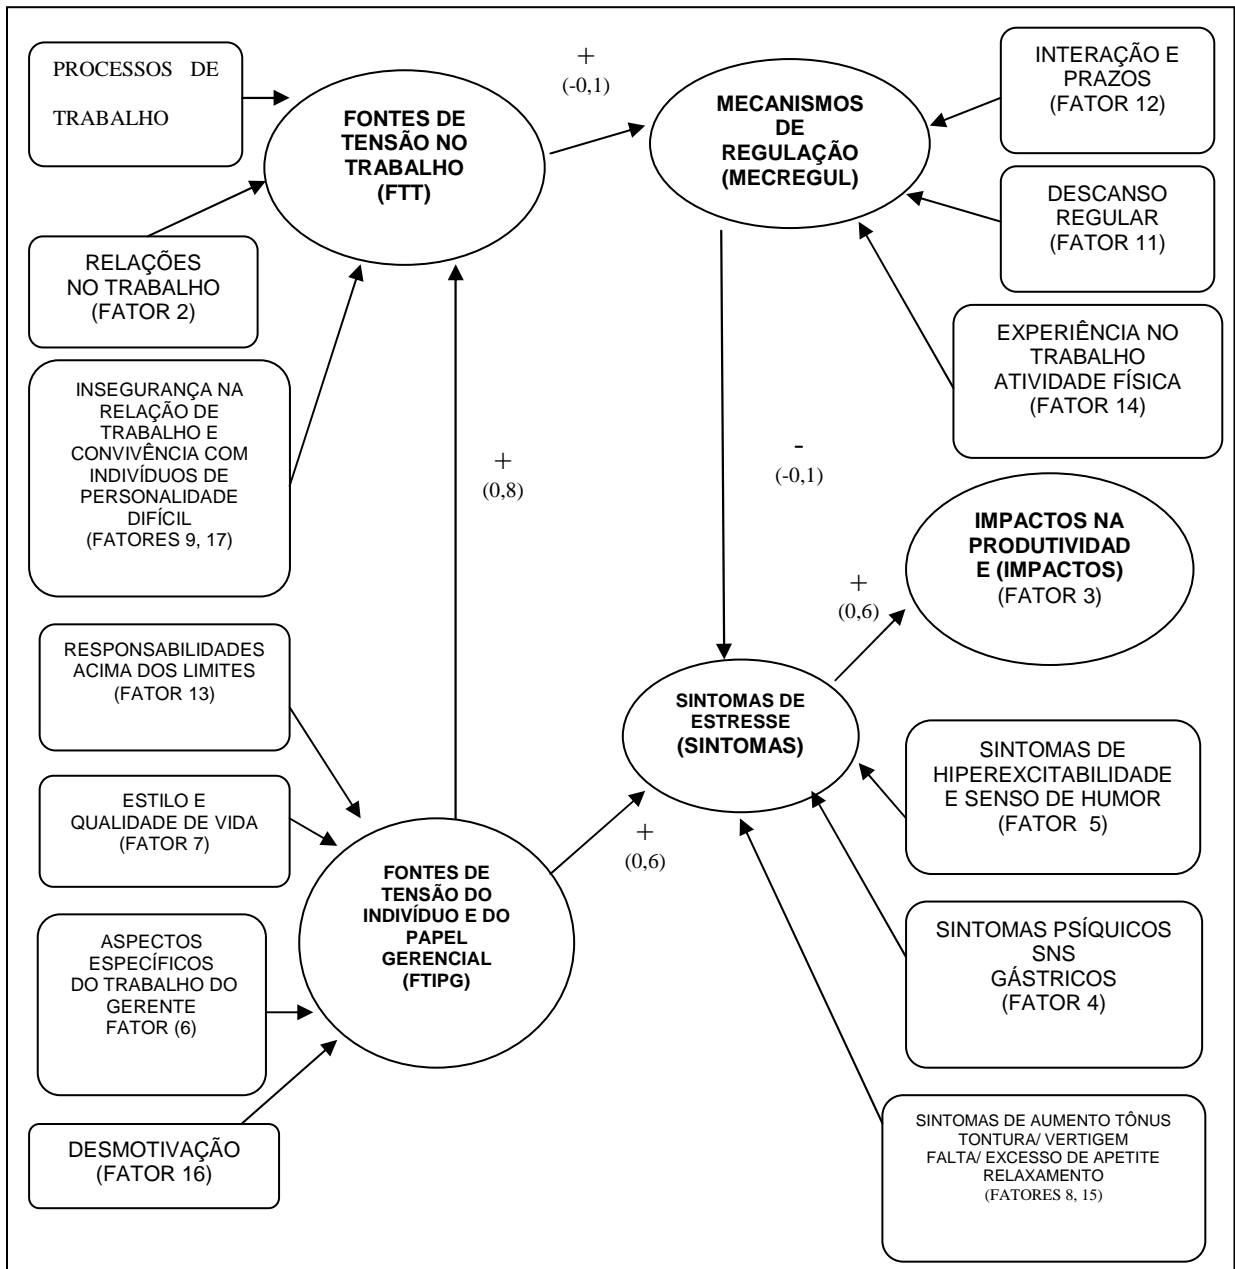 PROCESSOS DE
TRABALHO
FONTES DE
TENSÃO NO
TRABALHO
(FTT)
+
(-0,1)
MECANISMOS
DE
REGULAÇÃO
(MECREGUL)
INTERAÇÃO E
PRAZOS
(FATOR 12)
DESCANSO
REGULAR
(FATOR 11)
RELAÇÕES
NO TRABALHO
(FATOR 2)
EXPERIÊNCIA NO
TRABALHO
ATIVIDADE FÍSICA
(FATOR 14)
INSEGURANÇA NA
RELAÇÃO DE
TRABALHO E
CONVIVÊNCIA COM
INDIVÍDUOS DE
PERSONALIDADE
DIFÍCIL
(FATORES 9, 17)
+
(0,8)
-
(-0,1)
IMPACTOS NA
PRODUTIVIDAD
E (IMPACTOS)
(FATOR 3)
+
(0,6)
RESPONSABILIDADES
ACIMA DOS LIMITES
(FATOR 13)
SINTOMAS DE
ESTRESSE
(SINTOMAS)
SINTOMAS DE
HIPEREXCITABILIDADE
E SENSO DE HUMOR
(FATOR 5)
ESTILO E
QUALIDADE DE VIDA
(FATOR 7)
+
(0,6)
FONTES DE
TENSÃO DO
INDIVÍDUO E DO
PAPEL
GERENCIAL
(FTIPG)
ASPECTOS
ESPECÍFICOS
DO TRABALHO DO
GERENTE
FATOR (6)
SINTOMAS PSÍQUICOS
SNS
GÁSTRICOS
(FATOR 4)
DESMOTIVAÇÃO
(FATOR 16)
SINTOMAS DE AUMENTO TÔNUS
TONTURA/ VERTIGEM
FALTA/ EXCESSO DE APETITE
RELAXAMENTO
(FATORES 8, 15)